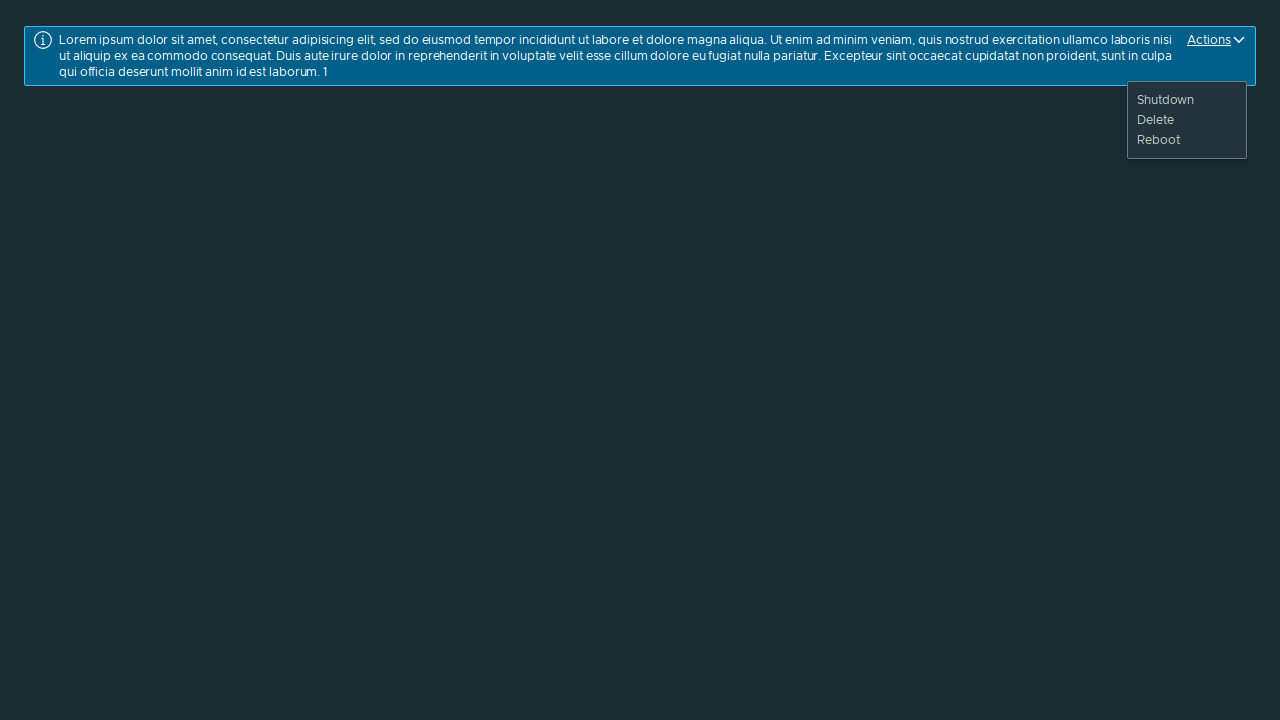 Lorem ipsum dolor sit amet, consectetur adipisicing elit, sed do eiusmod tempor incididunt ut labore et dolore magna aliqua. Ut enim ad minim veniam, quis nostrud exercitation ullamco laboris nisi
ut aliquip ex ea commodo consequat. Duis aute irure dolor in reprehenderit in voluptate velit esse cillum dolore eu fugiat nulla pariatur. Excepteur sint occaecat cupidatat non proident, sunt in culpa
qui officia deserunt mollit anim id est laborum. 1
Actions
Shutdown
Delete
Reboot